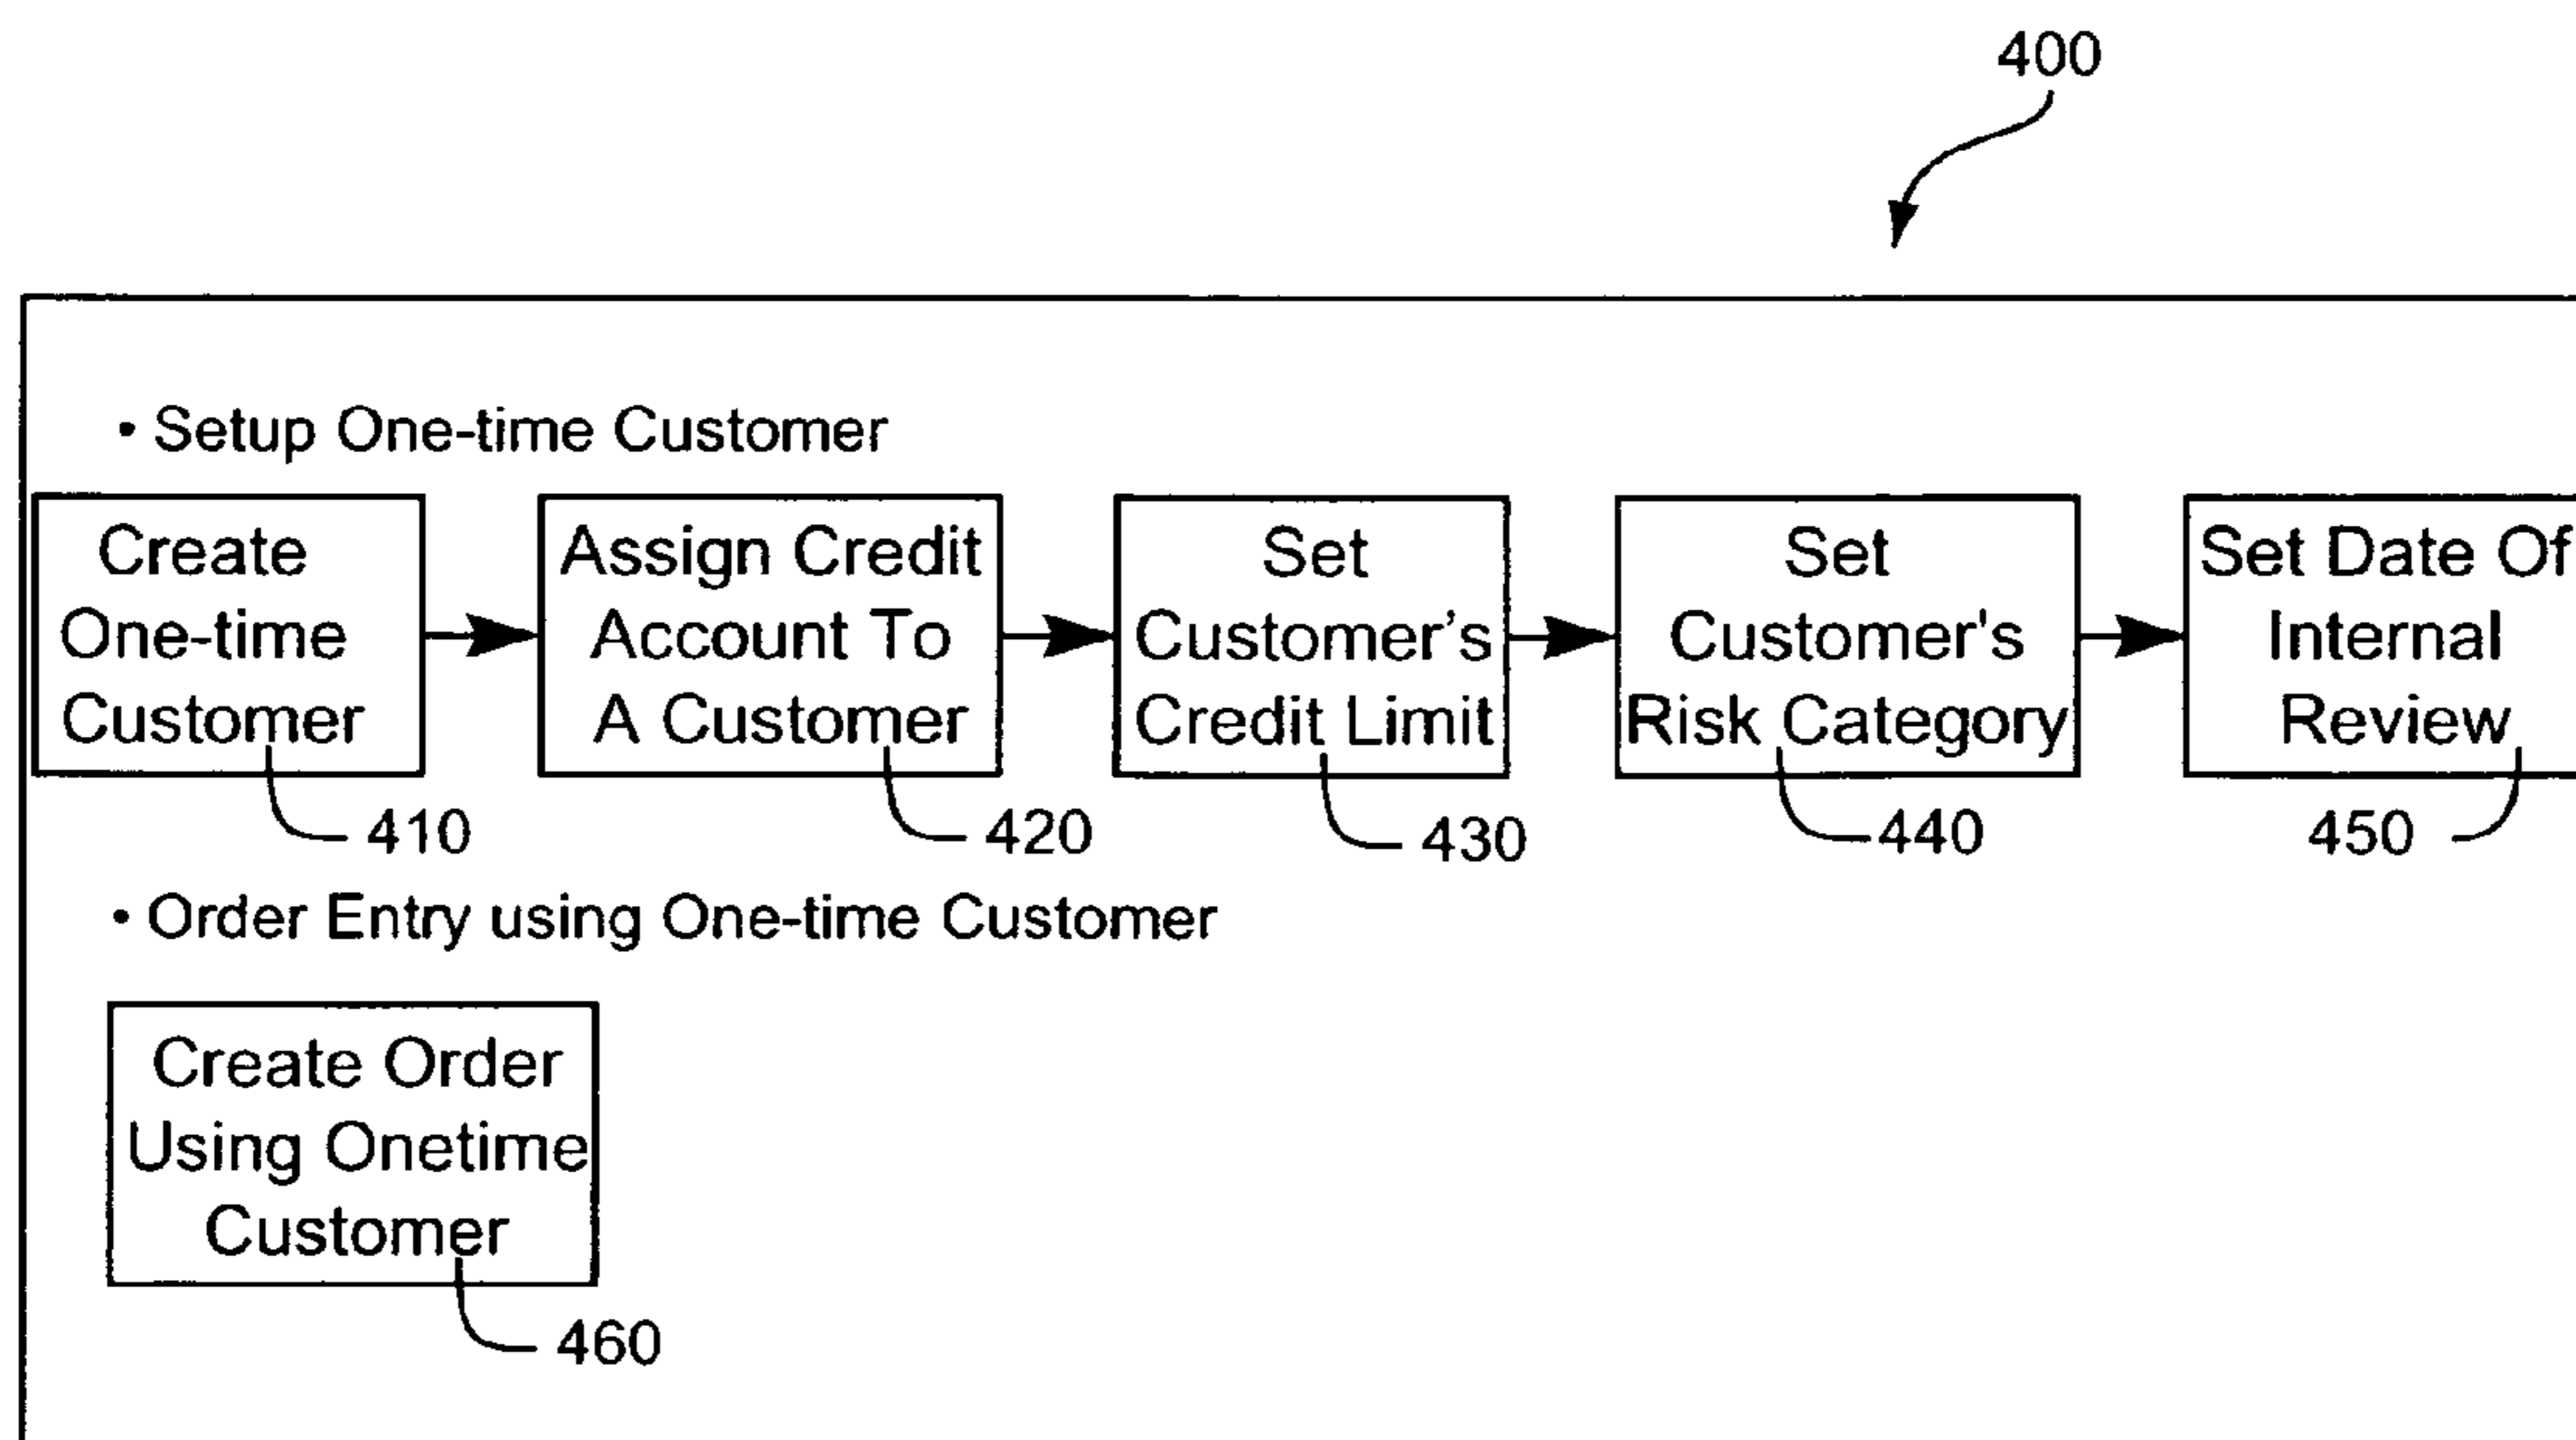 400
• Setup One-time Customer
Create
One-time
Customer
410
Assign Credit
Account To
A Customer
420
Set
Customer’s
Credit Limit
430
Set
Customer's
Risk Category
440
Set Date Of
Internal
Review
450
• Order Entry using One-time Customer
Create Order
Using Onetime
Customer
460